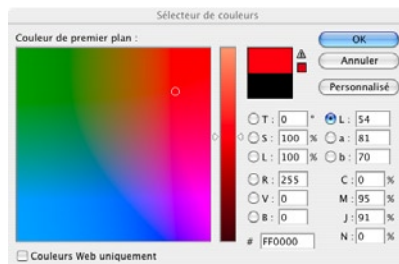 Sélecteur de couleurs
Couleur de premier plan :
OK
Annuler
Personnalisé
T : 0 °
L : 54
S : 100 %
a : 81
L : 100 %
b : 70
R : 255
C : 0 %
V : 0
M : 95 %
B : 0
J : 91 %
# FF0000
N : 0 %
Couleurs Web uniquement